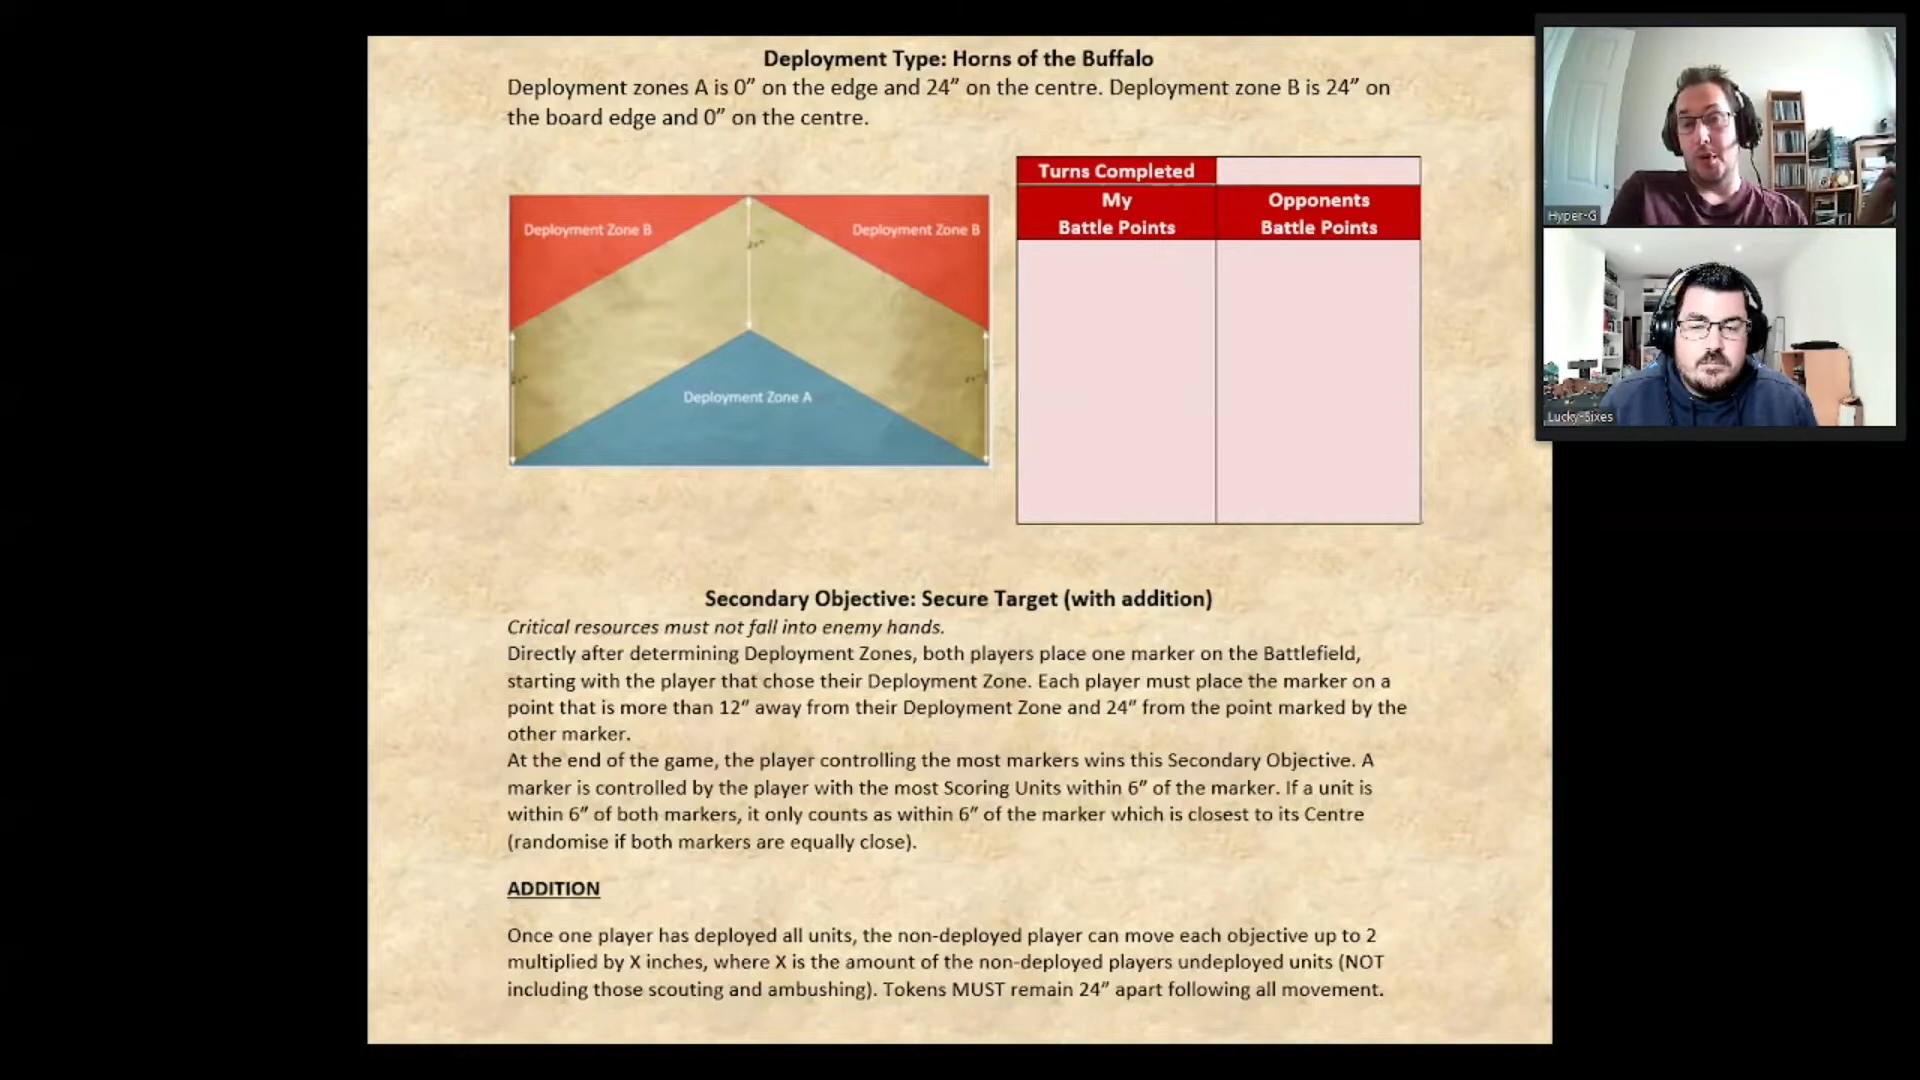 Deployment Type: Horns of the Buffalo
Deployment zones A is 0” on the edge and 24” on the centre. Deployment zone B is 24” on
the board edge and 0” on the centre.
Deployment Zone B
Deployment Zone B
Deployment Zone A
Turns Completed
My
Battle Points
Opponents
Battle Points
Hyper-G
Lucky-Sixes
Secondary Objective: Secure Target (with addition)
Critical resources must not fall into enemy hands.
Directly after determining Deployment Zones, both players place one marker on the Battlefield,
starting with the player that chose their Deployment Zone. Each player must place the marker on a
point that is more than 12” away from their Deployment Zone and 24” from the point marked by the
other marker.
At the end of the game, the player controlling the most markers wins this Secondary Objective. A
marker is controlled by the player with the most Scoring Units within 6” of the marker. If a unit is
within 6” of both markers, it only counts as within 6” of the marker which is closest to its Centre
(randomise if both markers are equally close).
ADDITION
Once one player has deployed all units, the non-deployed player can move each objective up to 2
multiplied by X inches, where X is the amount of the non-deployed players undeployed units (NOT
including those scouting and ambushing). Tokens MUST remain 24” apart following all movement.